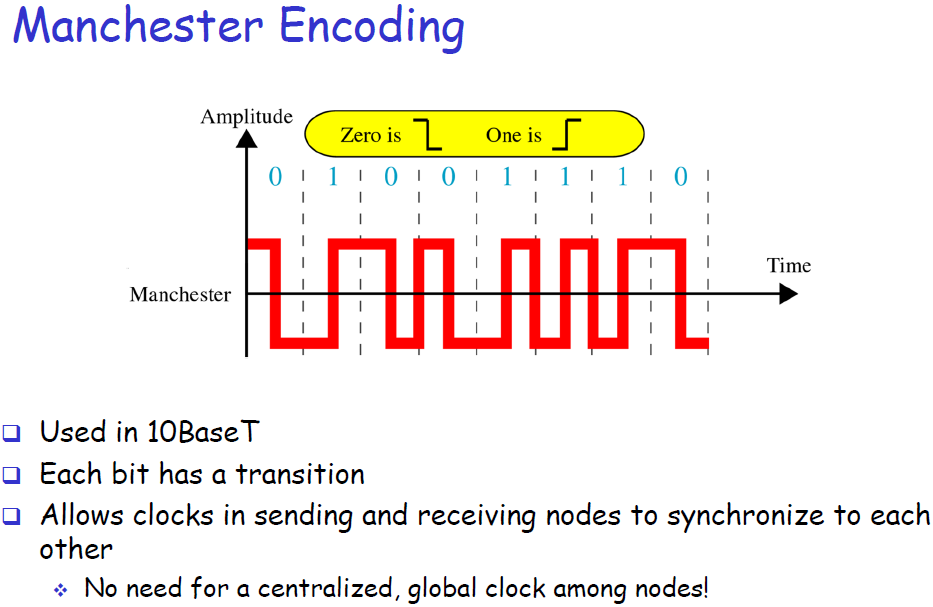 Manchester Encoding
Amplitude
Zero is One is
0 1 0 0 1 1 1 0
Time
Manchester
Used in 10BaseT
Each bit has a transition
Allows clocks in sending and receiving nodes to synchronize to each
other
No need for a centralized, global clock among nodes!